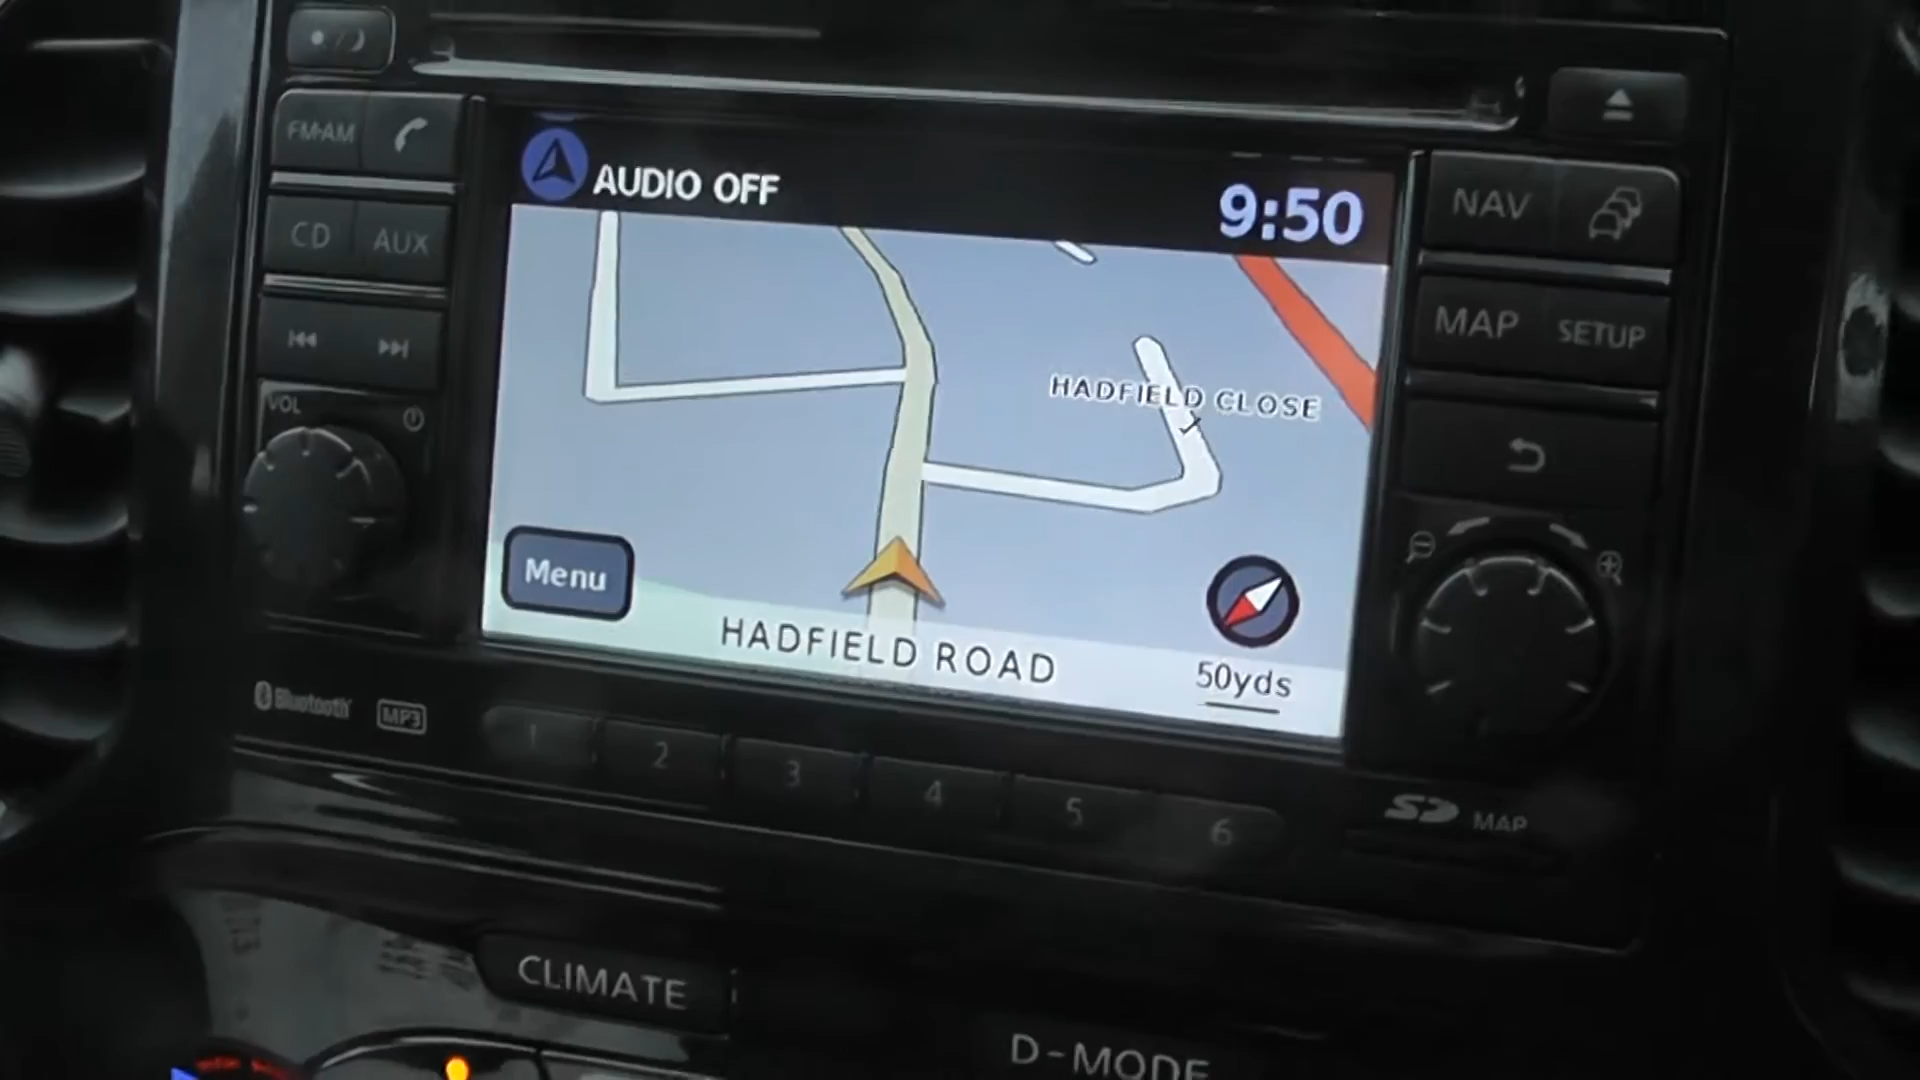 FM·AM
AUDIO OFF
9:50
NAV
CD
AUX
MAP
SETUP
HADFIELD CLOSE
VOL
Menu
HADFIELD ROAD
50yds
Bluetooth
MP3
1
2
3
4
5
6
SD MAP
CLIMATE
D-MODE